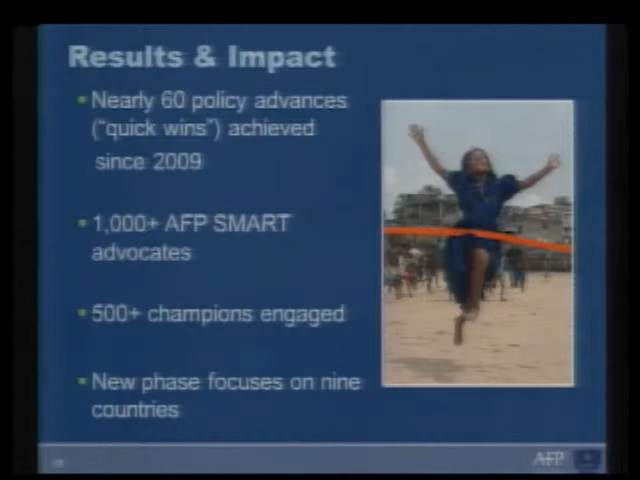 Results & Impact
Nearly 60 policy advances
("quick wins") achieved
since 2009
1,000+ AFP SMART
advocates
500+ champions engaged
New phase focuses on nine
countries
AFP